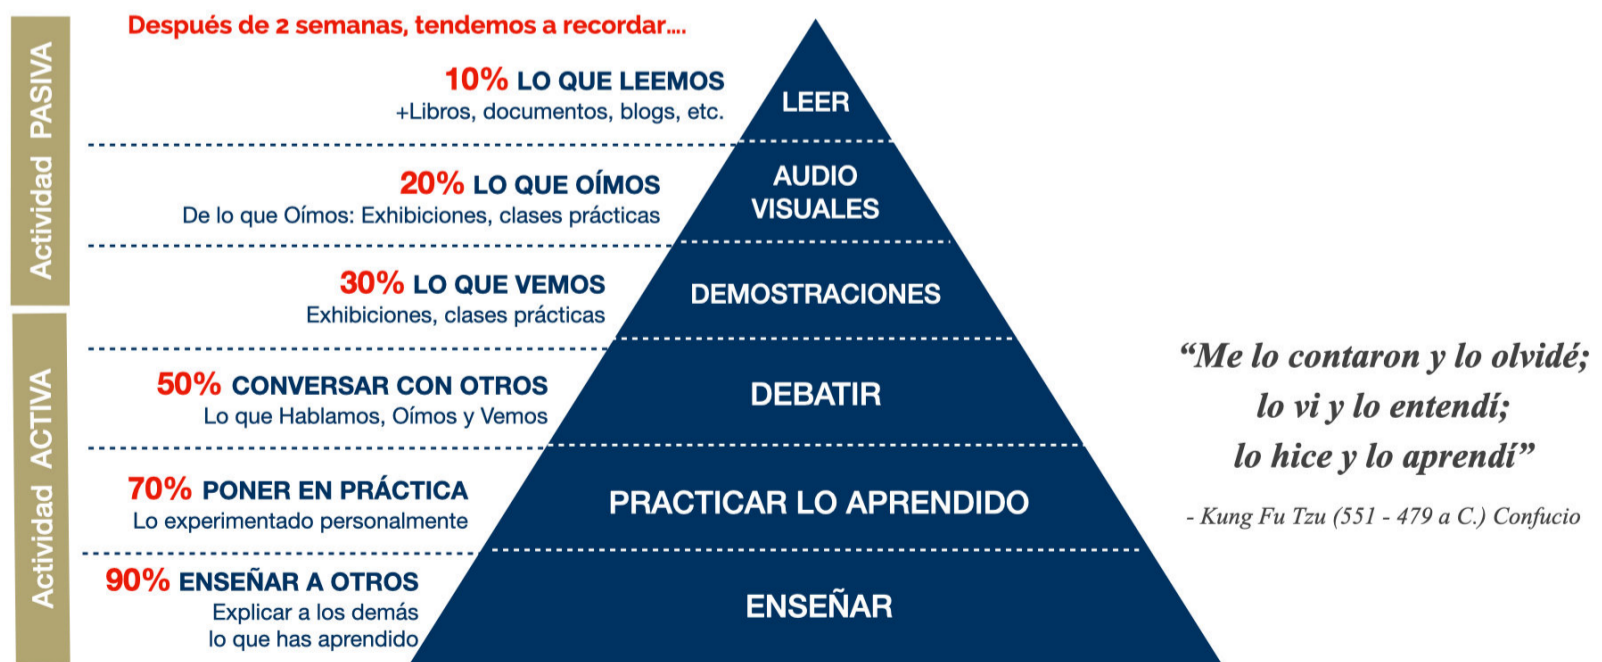 Después de 2 semanas, tendemos a recordar....
Actividad PASIVA
10% LO QUE LEEMOS
+Libros, documentos, blogs, etc.
LEER
20% LO QUE OÍMOS
De lo que Oímos: Exhibiciones, clases prácticas
AUDIO
VISUALES
30% LO QUE VEMOS
Exhibiciones, clases prácticas
DEMOSTRACIONES
Actividad ACTIVA
50% CONVERSAR CON OTROS
Lo que Hablamos, Oímos y Vemos
DEBATIR
70% PONER EN PRÁCTICA
Lo experimentado personalmente
PRACTICAR LO APRENDIDO
90% ENSEÑAR A OTROS
Explicar a los demás
lo que has aprendido
ENSEÑAR
“Me lo contaron y lo olvidé;
lo vi y lo entendí;
lo hice y lo aprendí”
- Kung Fu Tzu (551 - 479 a C.) Confucio